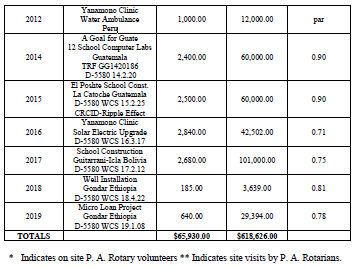 2012 Yanamono Clinic 1,000.00 12,000.00 par
Water Ambulance
Peru
2014 A Goal for Guate 2,400.00 60,000.00 0.90
12 School Computer Labs
Guatemala
TRF GG1420186
D-5580 14.2.20
2015 El Poshte School Const. 2,500.00 60,000.00 0.90
La Catoche Guatemala
D-5580 WCS 15.2.25
CRCID-Ripple Effect
2016 Yanamono Clinic 2,840.00 42,502.00 0.71
Solar Electric Upgrade
D-5580 WCS 16.3.17
2017 School Construction 2,680.00 101,000.00 0.75
Guitarrani-Icla Bolivia
D-5580 WCS 17.2.12
2018 Well Installation 185.00 3,639.00 0.81
Gondar Ethiopia
D-5580 WCS 18.4.22
2019 Micro Loan Project 640.00 29,394.00 0.78
Gondar Ethiopia
D-5580 WCS 19.1.08
TOTALS $65,930.00 $618,626.00
* Indicates on site P. A. Rotary volunteers ** Indicates site visits by P. A. Rotarians.